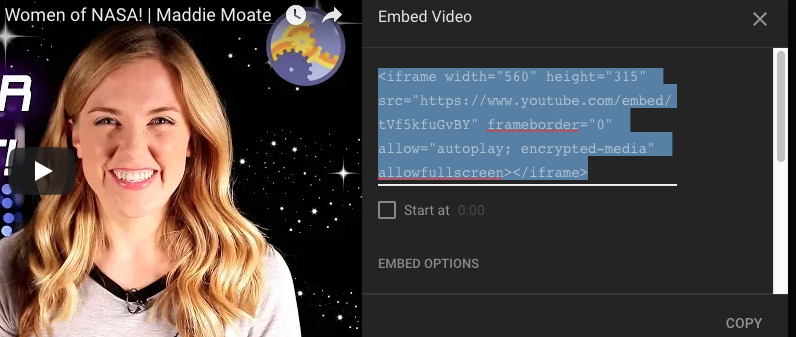 Women of NASA! | Maddie Moate
Embed Video
<iframe width="560" height="315"
src="https://www.youtube.com/embed/
tVf5kfuGvBY" frameborder="0"
allow="autoplay; encrypted-media"
allowfullscreen></iframe>
Start at 0:00
EMBED OPTIONS
COPY